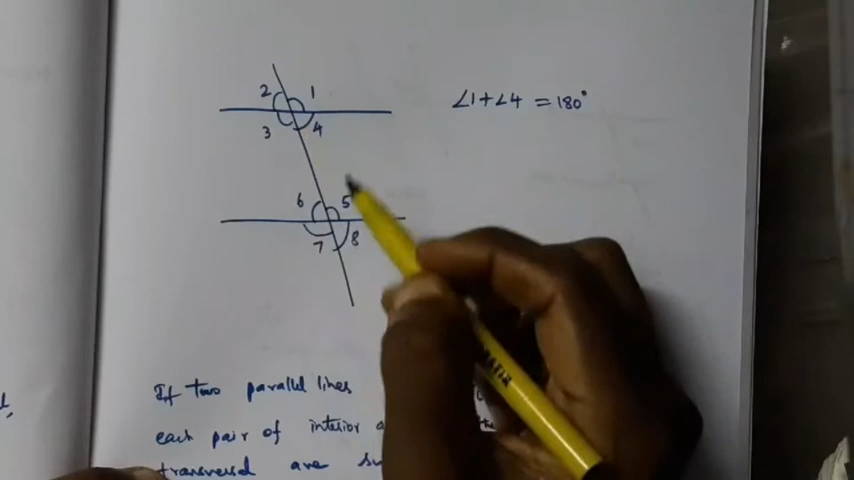 2 1
∠1+∠4 = 180°
3 4
6 5
7 8
If two parallel lines
each pair of interior
transversal are